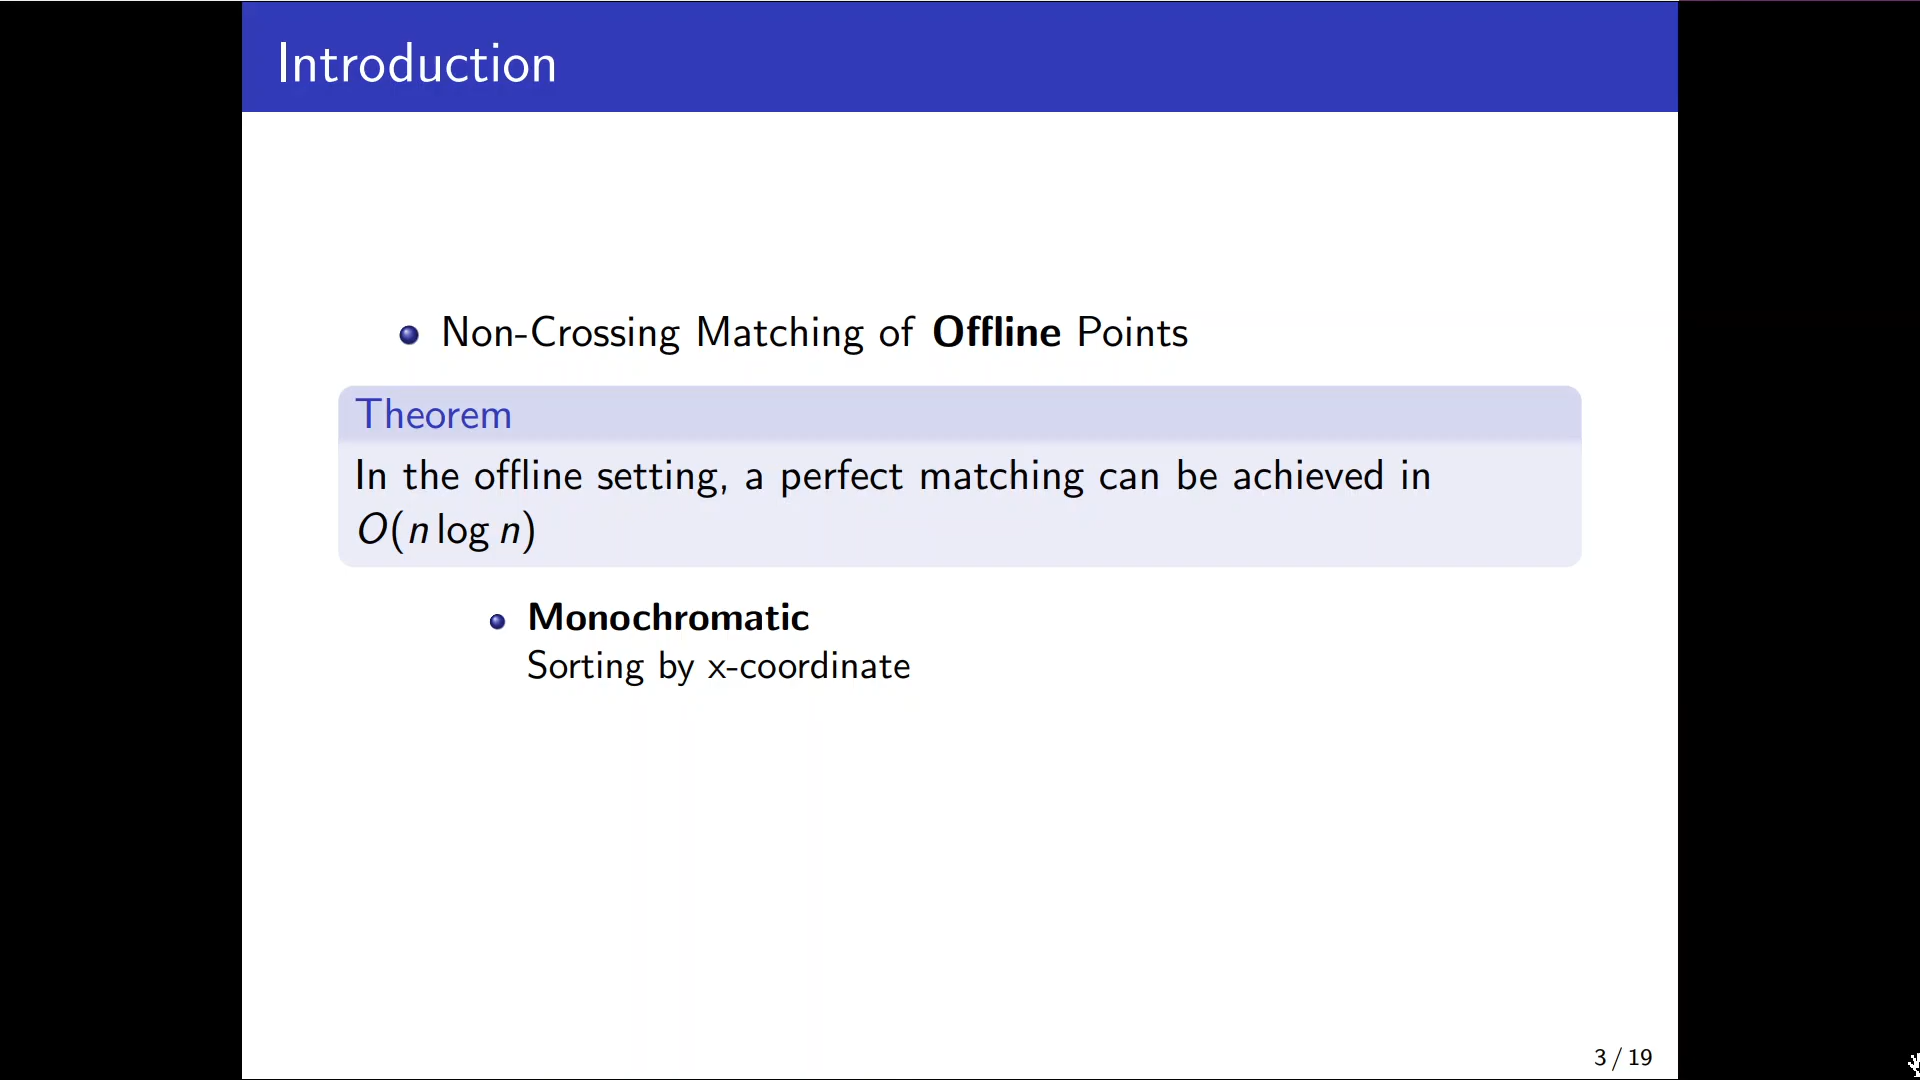 Introduction
Non-Crossing Matching of Offline Points
Theorem
In the offline setting, a perfect matching can be achieved in
O(n log n)
Monochromatic
Sorting by x-coordinate
3 / 19